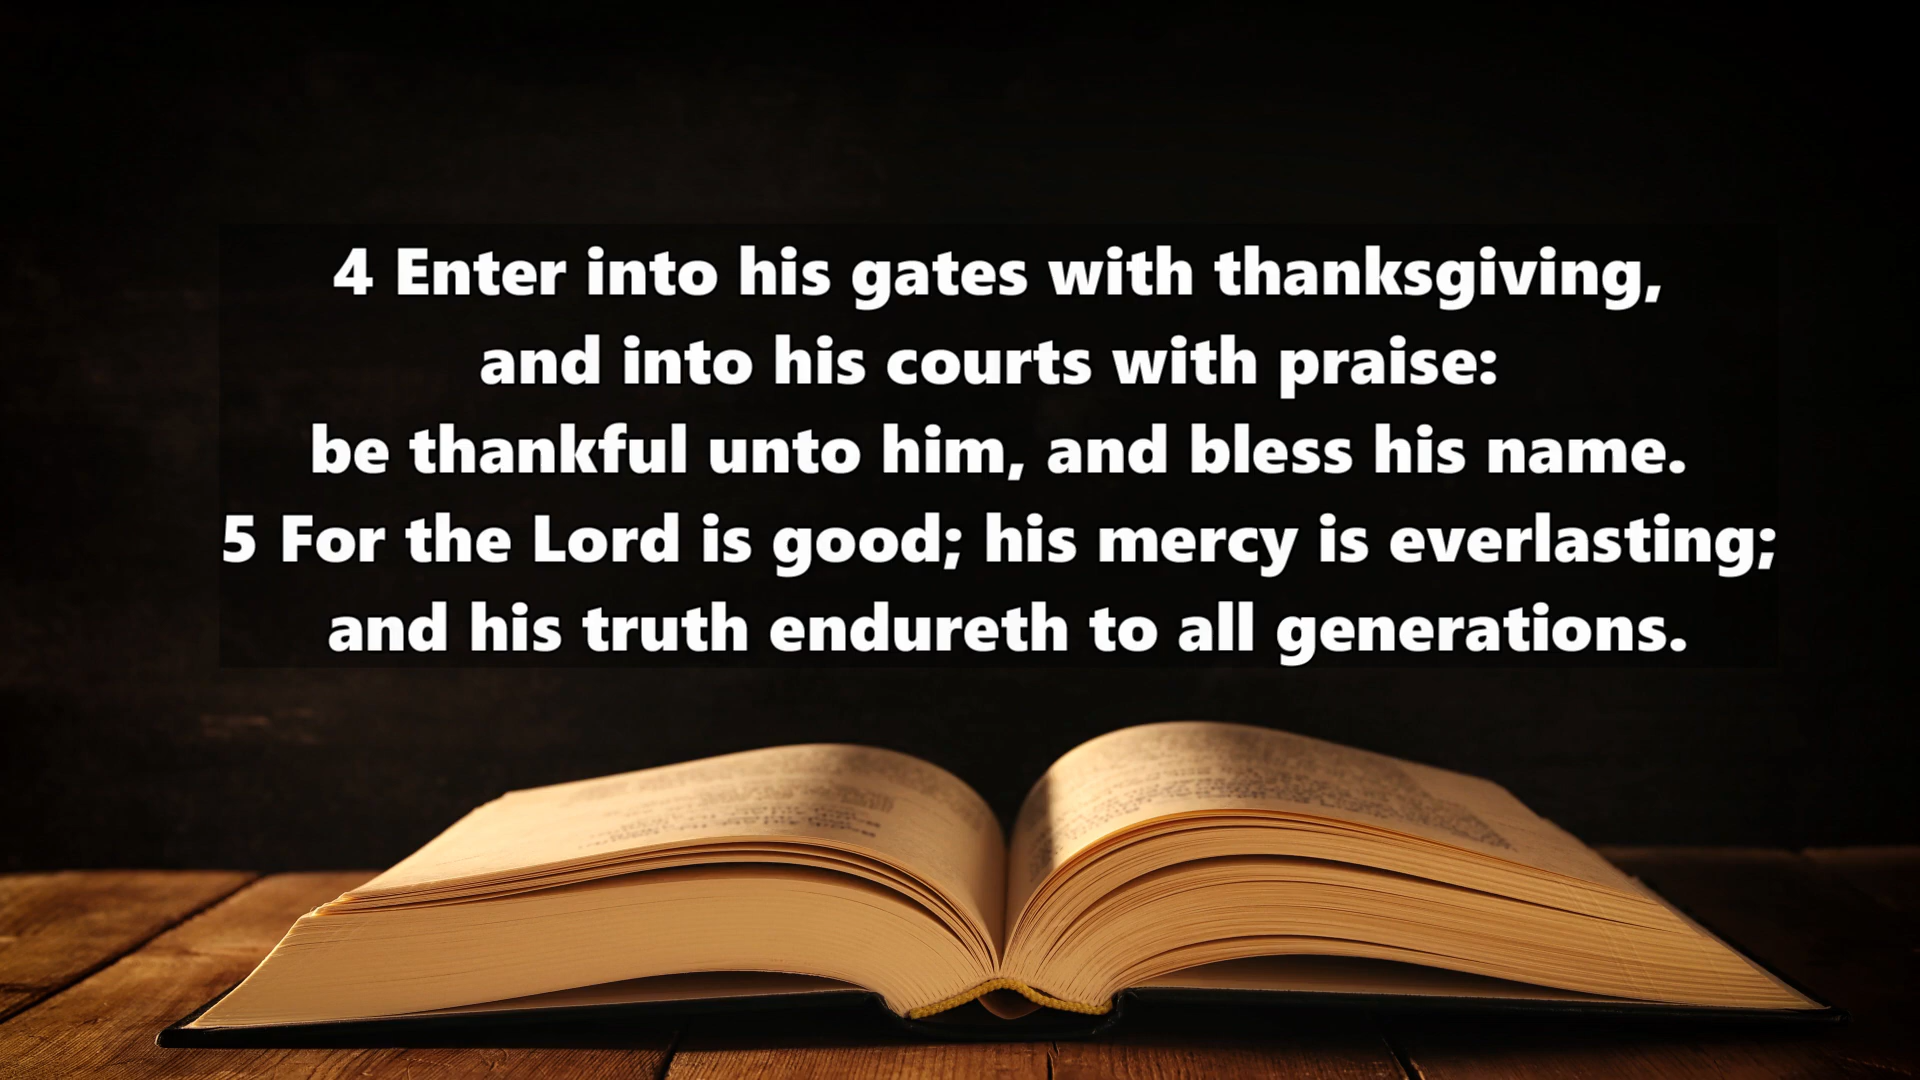 4 Enter into his gates with thanksgiving,
and into his courts with praise:
be thankful unto him, and bless his name.
5 For the Lord is good; his mercy is everlasting;
and his truth endureth to all generations.